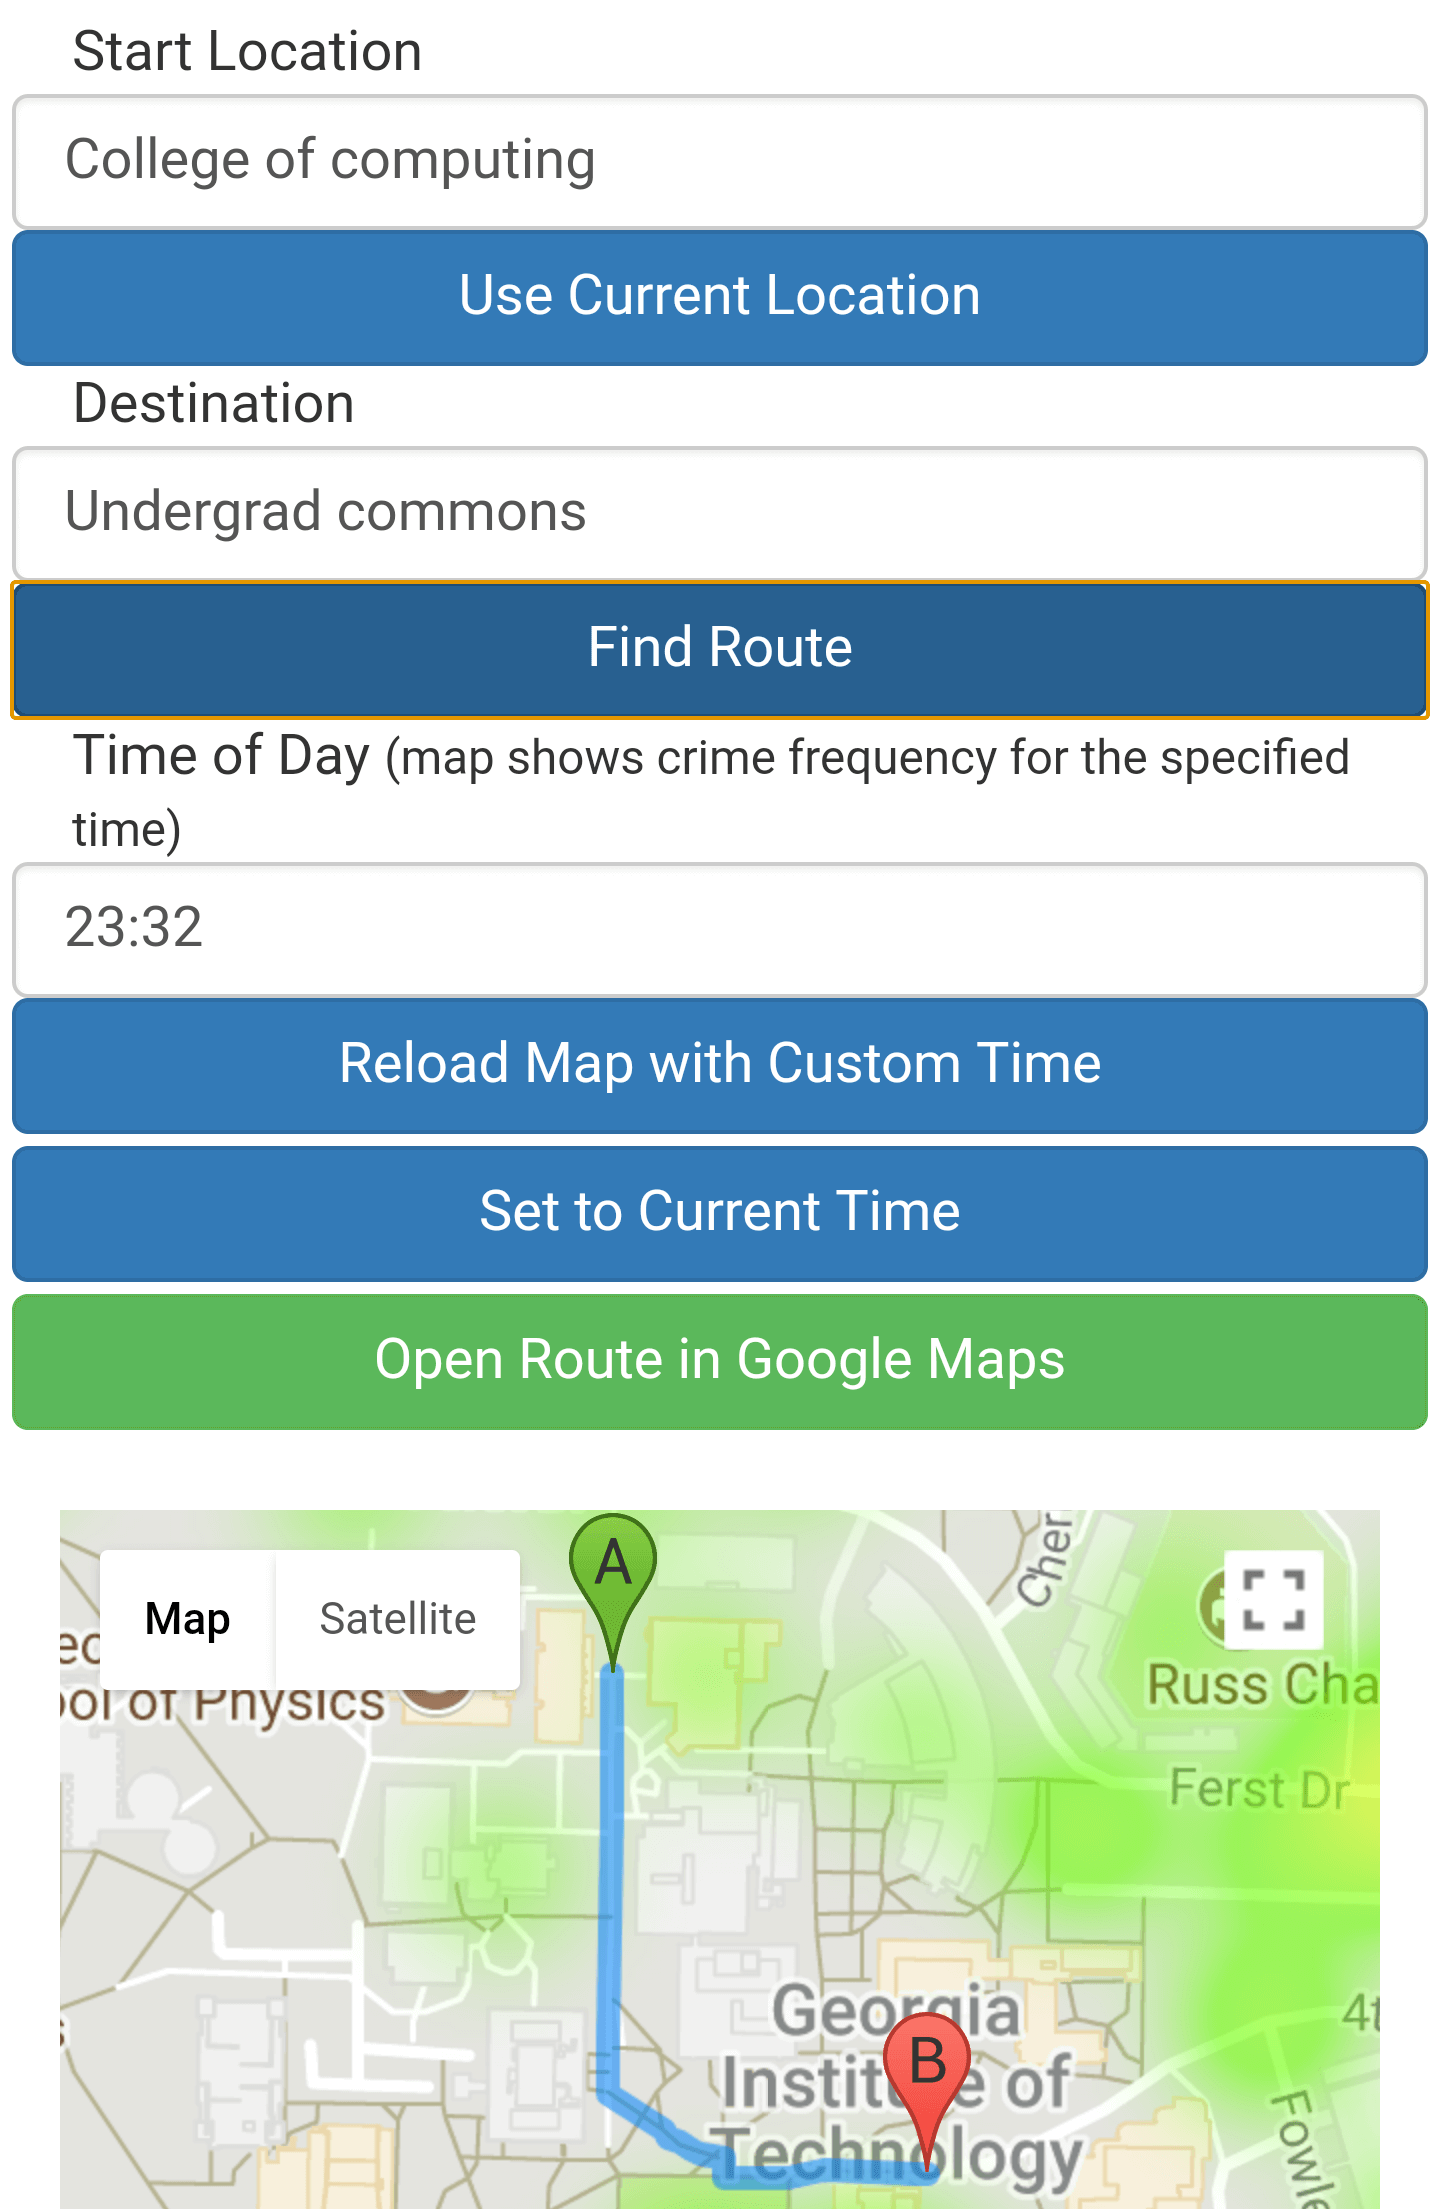 Start Location
College of computing
Use Current Location
Destination
Undergrad commons
Find Route
Time of Day (map shows crime frequency for the specified
time)
23:32
Reload Map with Custom Time
Set to Current Time
Open Route in Google Maps
A
Cher
Map
Satellite
ool of Physics
Russ Cha
Ferst Dr
Georgia
4t
B
Institute of
Technology
Fowle